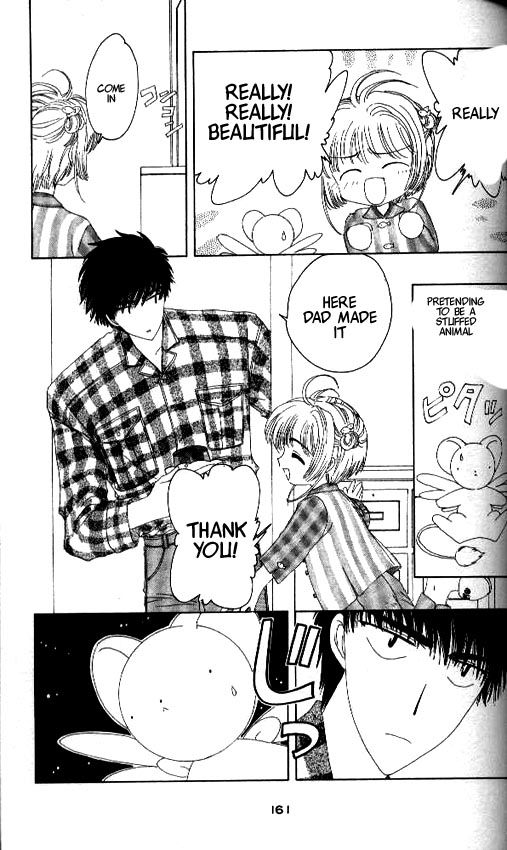 REALLY
REALLY!
REALLY!
BEAUTIFUL!
コンコン
COME
IN
PRETENDING
TO BE A
STUFFED
ANIMAL
ピタッ
HERE
DAD MADE
IT
THANK
YOU!
じっ
161